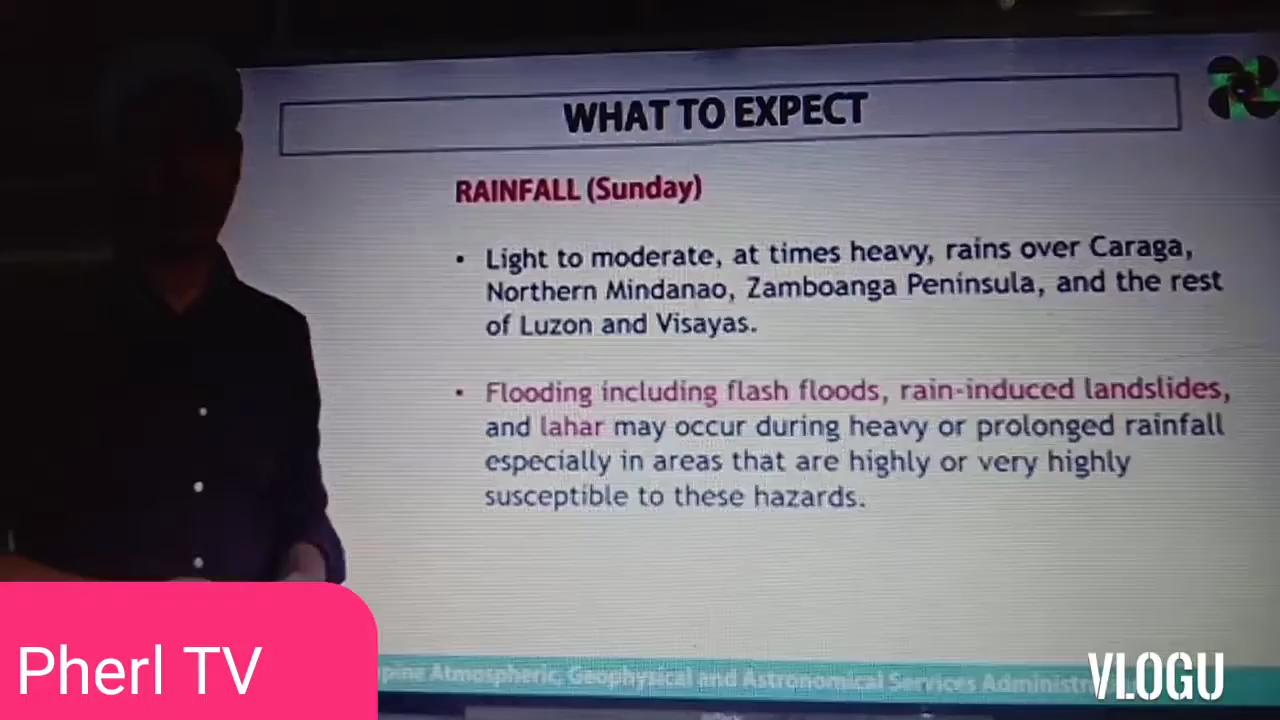 WHAT TO EXPECT
RAINFALL (Sunday)
• Light to moderate, at times heavy, rains over Caraga,
Northern Mindanao, Zamboanga Peninsula, and the rest
of Luzon and Visayas.
• Flooding including flash floods, rain-induced landslides,
and lahar may occur during heavy or prolonged rainfall
especially in areas that are highly or very highly
susceptible to these hazards.
Atmospheric, Geophysical and Astronomical Services
Pherl TV
VLOGU